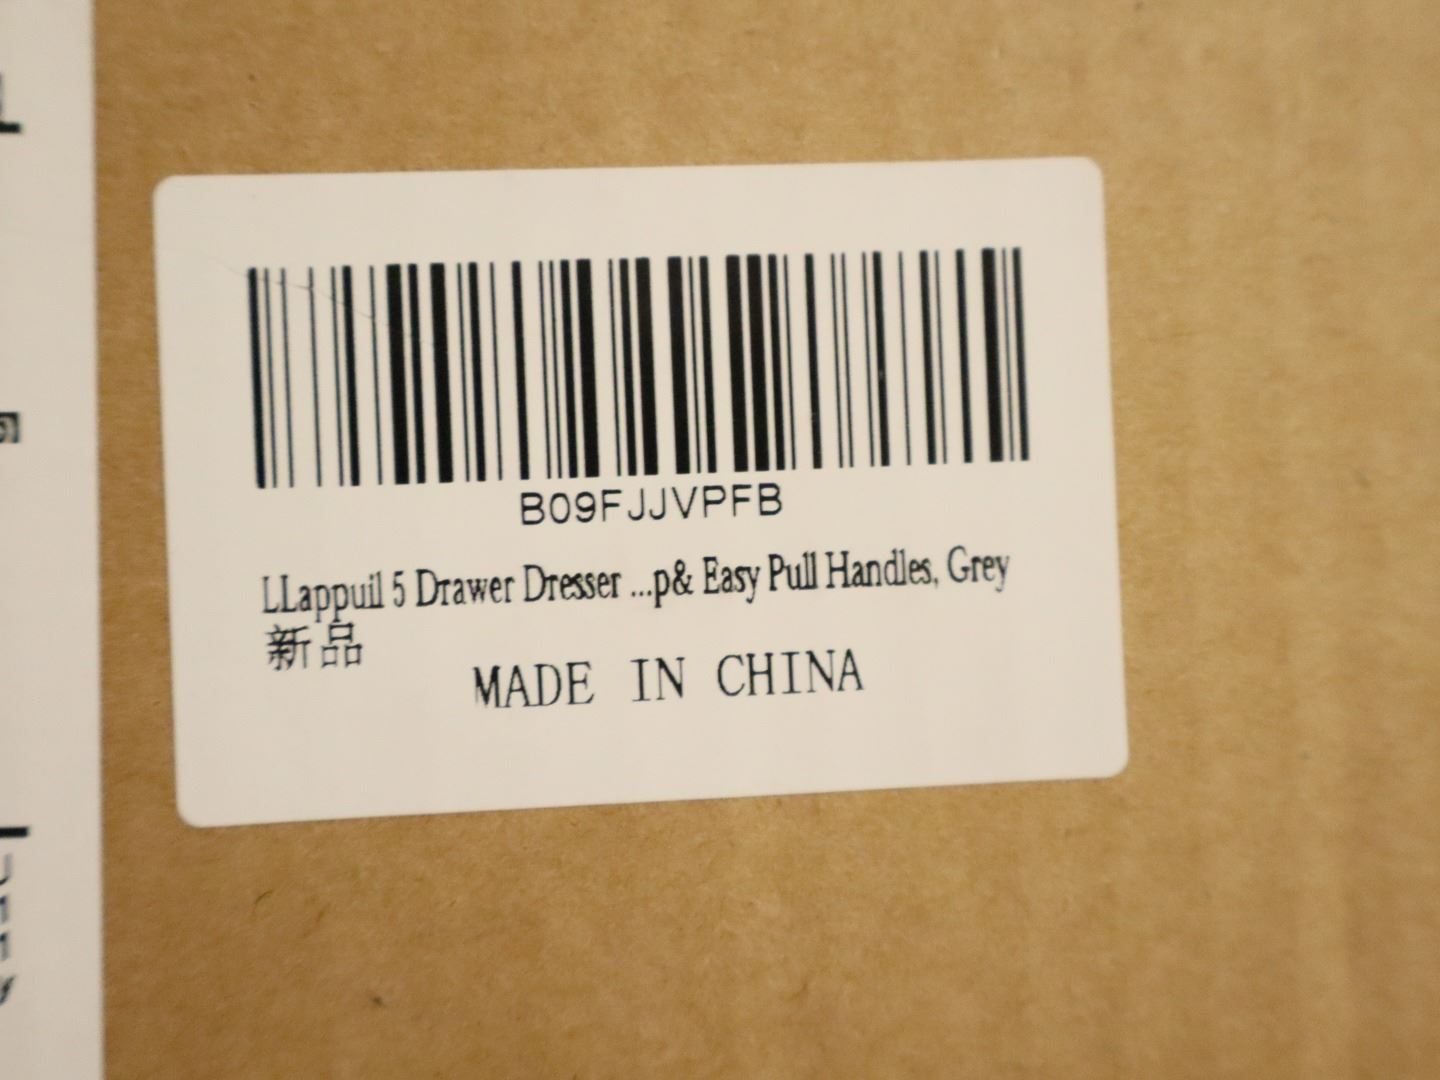 B09FJJVPFB
LLappuil 5 Drawer Dresser ...p& Easy Pull Handles, Grey
新品
MADE IN CHINA